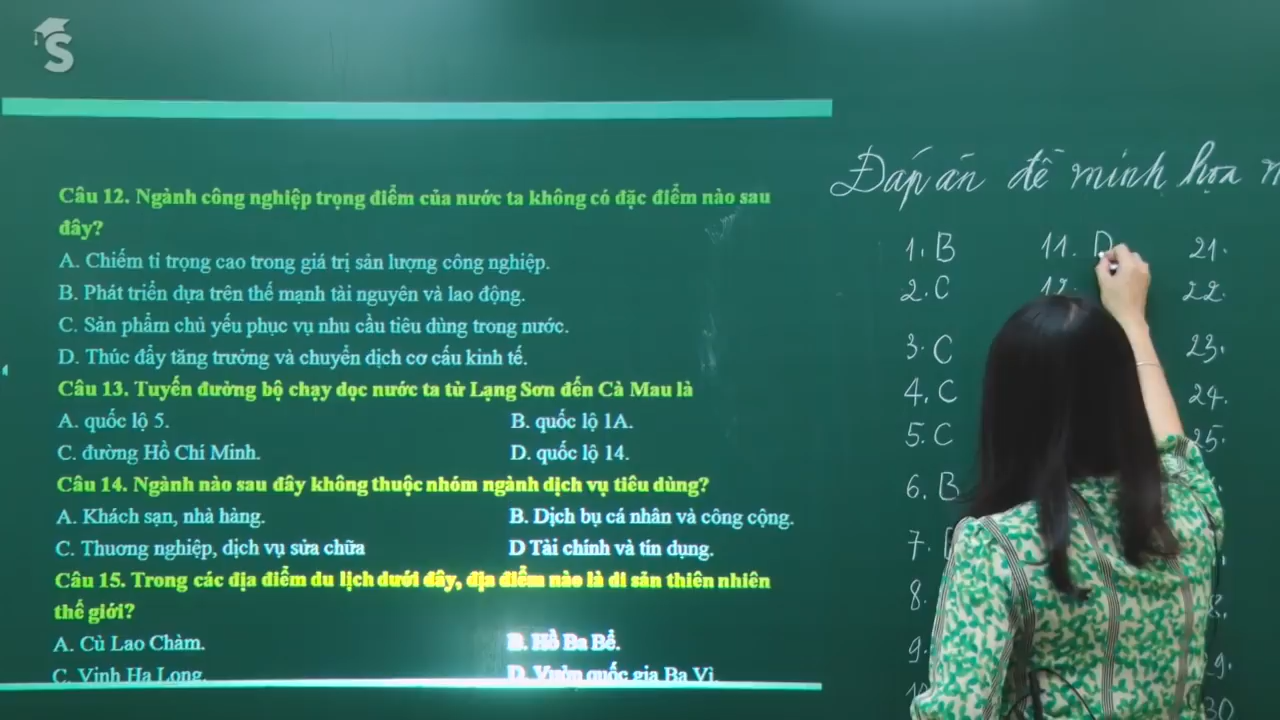 S
Câu 12. Ngành công nghiệp trọng điểm của nước ta không có đặc điểm nào sau
đây?
A. Chiếm tỉ trọng cao trong giá trị sản lượng công nghiệp.
B. Phát triển dựa trên thế mạnh tài nguyên và lao động.
C. Sản phẩm chủ yếu phục vụ nhu cầu tiêu dùng trong nước.
D. Thúc đẩy tăng trưởng và chuyển dịch cơ cấu kinh tế.
Câu 13. Tuyến đường bộ chạy dọc nước ta từ Lạng Sơn đến Cà Mau là
A. quốc lộ 5. B. quốc lộ 1A.
C. đường Hồ Chí Minh. D. quốc lộ 14.
Câu 14. Ngành nào sau đây không thuộc nhóm ngành dịch vụ tiêu dùng?
A. Khách sạn, nhà hàng. B. Dịch bụ cá nhân và công cộng.
C. Thuơng nghiệp, dịch vụ sửa chữa D Tài chính và tín dụng.
Câu 15. Trong các địa điểm du lịch dưới đây, địa điểm nào là di sản thiên nhiên
thế giới?
A. Cù Lao Chàm. B. Hồ Ba Bể.
C. Vịnh Hạ Long. D. Vườn quốc gia Ba Vì.
Đáp án đề minh họa
1. B 11. D 21.
2. C 12. 22.
3. C 23.
4. C 24.
5. C 25.
6. B
7.
8.
9.
10 30